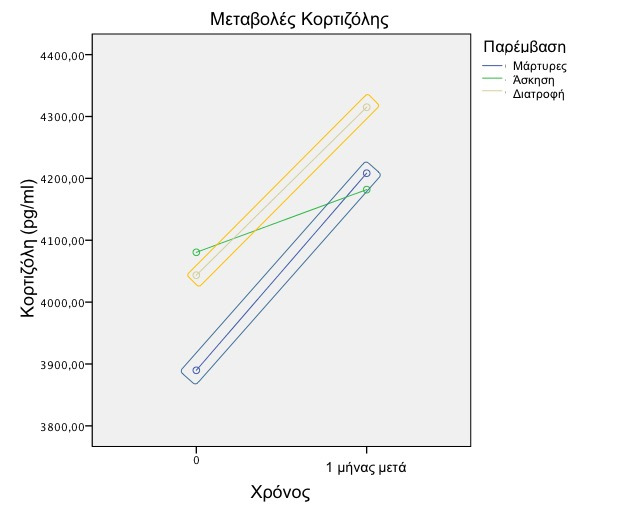 Μεταβολές Κορτιζόλης
Παρέμβαση
Μάρτυρες
Άσκηση
Διατροφή
Κορτιζόλη (pg/ml)
4400,00
4300,00
4200,00
4100,00
4000,00
3900,00
3800,00
0
1 μήνας μετά
Χρόνος